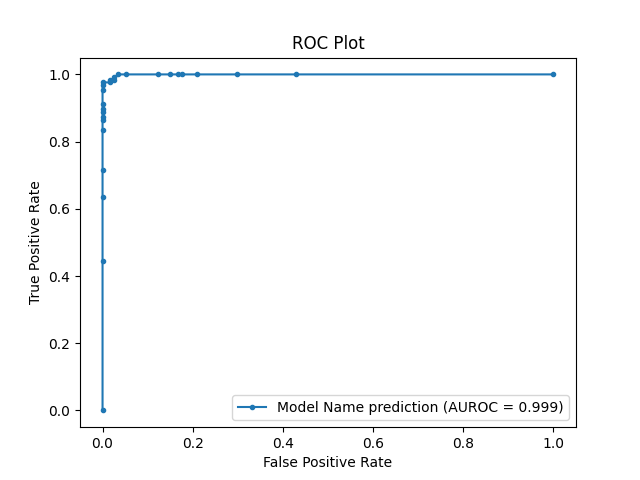 ROC Plot
True Positive Rate
1.0
0.8
0.6
0.4
0.2
0.0
Model Name prediction (AUROC = 0.999)
0.0 0.2 0.4 0.6 0.8 1.0
False Positive Rate